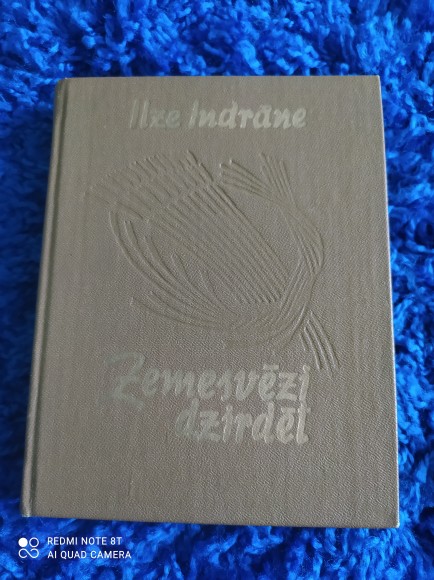 Ilze Indrāne
Zemesvēzi
dzirdēt
REDMI NOTE 8T
AI QUAD CAMERA